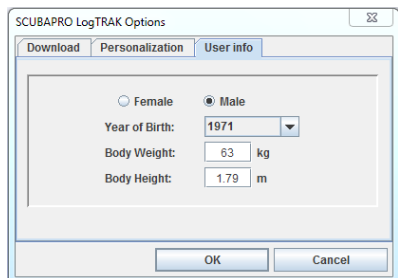 SCUBAPRO LogTRAK Options
Download Personalization User info
Female Male
Year of Birth: 1971
Body Weight: 63 kg
Body Height: 1.79 m
OK Cancel